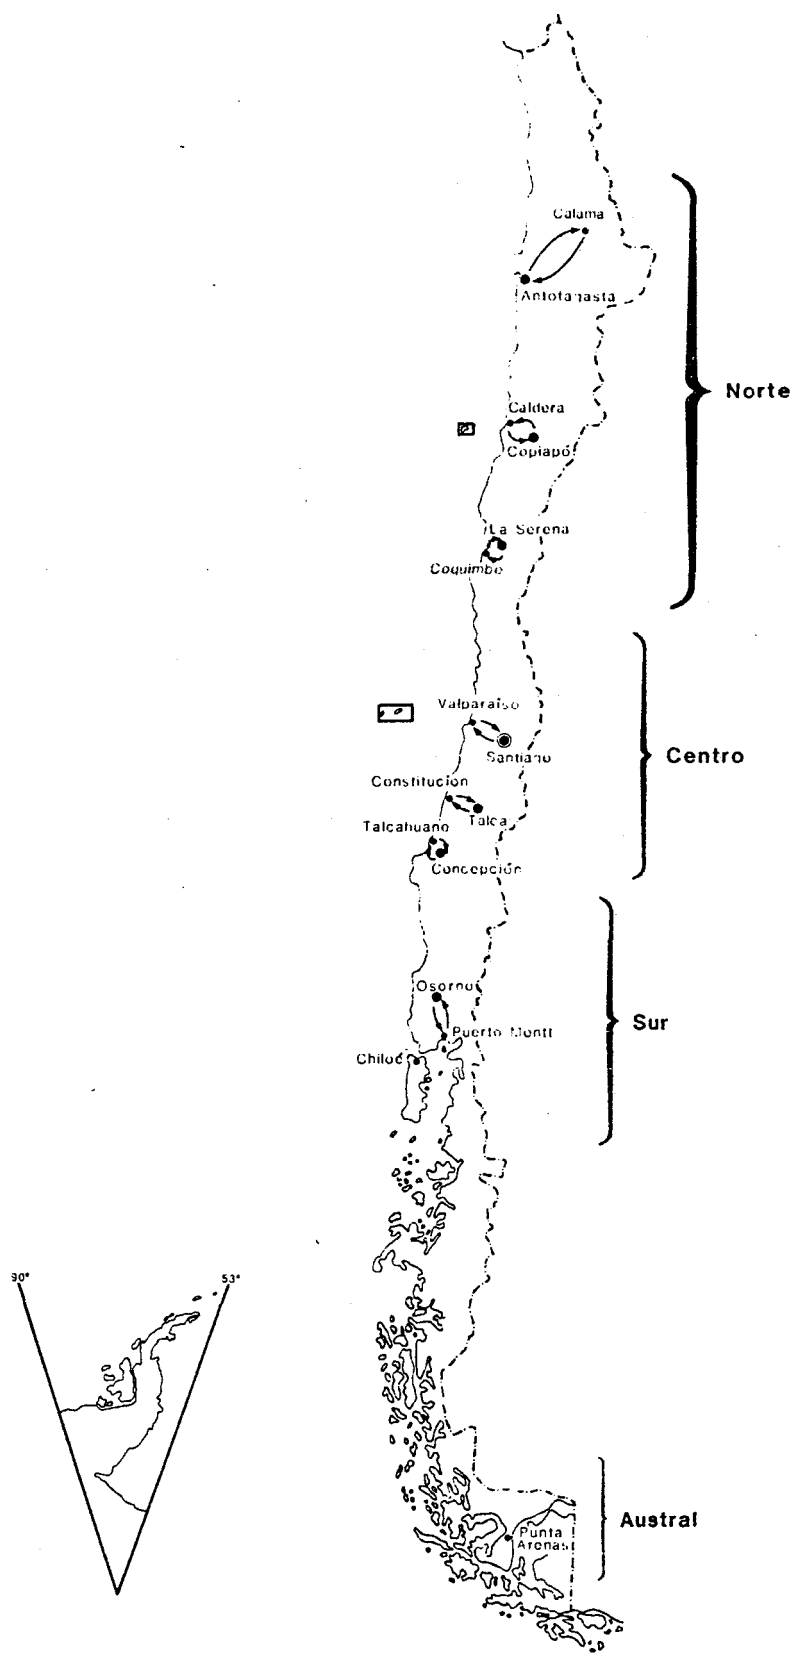 Calama
Antofagasta
Norte
Caldera
Copiapó
La Serena
Coquimbo
Valparaíso
Santiago
Centro
Constitución
Talca
Talcahuano
Concepción
Osorno
Sur
Puerto Montt
Chiloé
90°
53°
Austral
Punta
Arenas
?